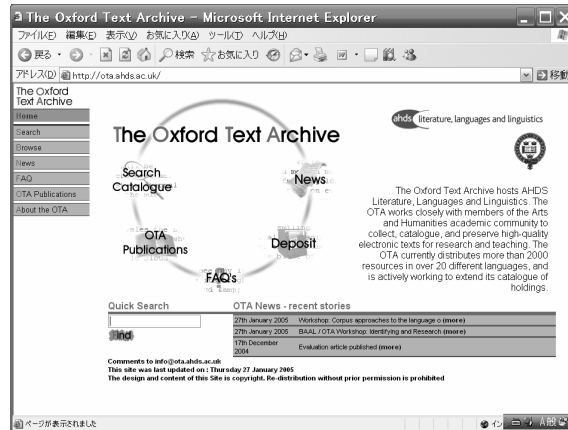 The Oxford Text Archive - Microsoft Internet Explorer
ファイル(F) 編集(E) 表示(V) お気に入り(A) ツール(T) ヘルプ(H)
戻る 検索 お気に入り
アドレス(D) http://ota.ahds.ac.uk/ 移動
The Oxford
Text Archive
Home
Search
Browse
News
FAQ
OTA Publications
About the OTA
The Oxford Text Archive
ahds literature, languages and linguistics
Search
Catalogue
News
OTA
Publications
Deposit
FAQ's
The Oxford Text Archive hosts AHDS
Literature, Languages and Linguistics. The
OTA works closely with members of the Arts
and Humanities academic community to
collect, catalogue, and preserve high-quality
electronic texts for research and teaching. The
OTA currently distributes more than 2000
resources in over 20 different languages, and
is actively working to extend its catalogue of
holdings.
Quick Search
find
OTA News - recent stories
27th January 2005 Workshop: Corpus approaches to the language o (more)
27th January 2005 BAAL / OTA Workshop: Identifying and Research (more)
17th December
2004 Evaluation article published (more)
Comments to info@ota.ahds.ac.uk
This site was last updated on : Thursday 27 January 2005
The design and content of this Site is copyright. Re-distribution without prior permission is prohibited
ページが表示されました